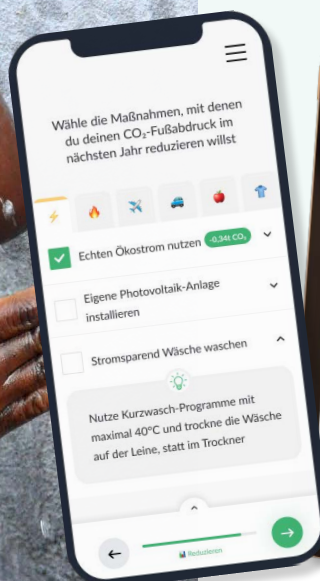 Wähle die Maßnahmen, mit denen
du deinen CO₂-Fußabdruck im
nächsten Jahr reduzieren willst
Echten Ökostrom nutzen -0,34t CO₂
Eigene Photovoltaik-Anlage
installieren
Stromsparend Wäsche waschen
Nutze Kurzwasch-Programme mit
maximal 40°C und trockne die Wäsche
auf der Leine, statt im Trockner
Reduzieren